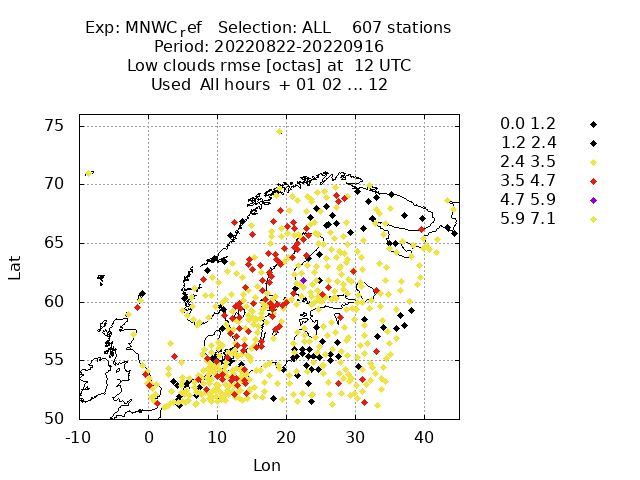 Exp: MNWC_ref   Selection: ALL    607 stations
Period: 20220822-20220916
Low clouds rmse [octas] at  12 UTC
Used  All hours  + 01 02 ... 12
0.0 1.2
1.2 2.4
2.4 3.5
3.5 4.7
4.7 5.9
5.9 7.1
75
70
65
60
55
50
Lat
-10 0 10 20 30 40
Lon